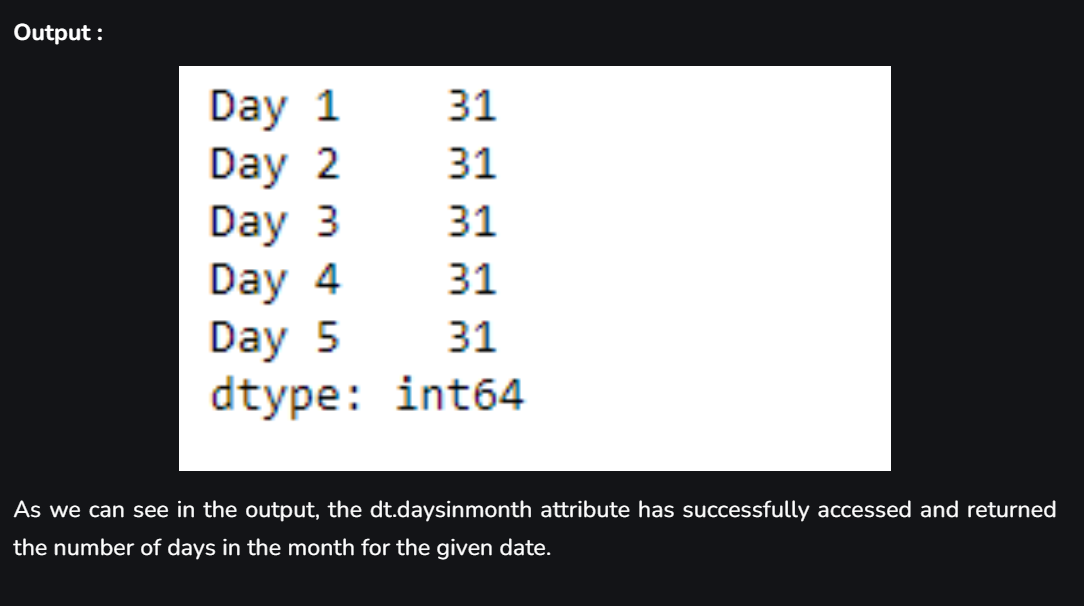 Output :
Day 1    31
Day 2    31
Day 3    31
Day 4    31
Day 5    31
dtype: int64
As we can see in the output, the dt.daysinmonth attribute has successfully accessed and returned
the number of days in the month for the given date.